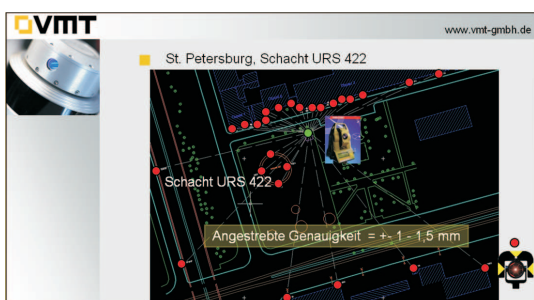 VMT
www.vmt-gmbh.de
St. Petersburg, Schacht URS 422
Schacht URS 422
Angestrebte Genauigkeit = +- 1 - 1,5 mm